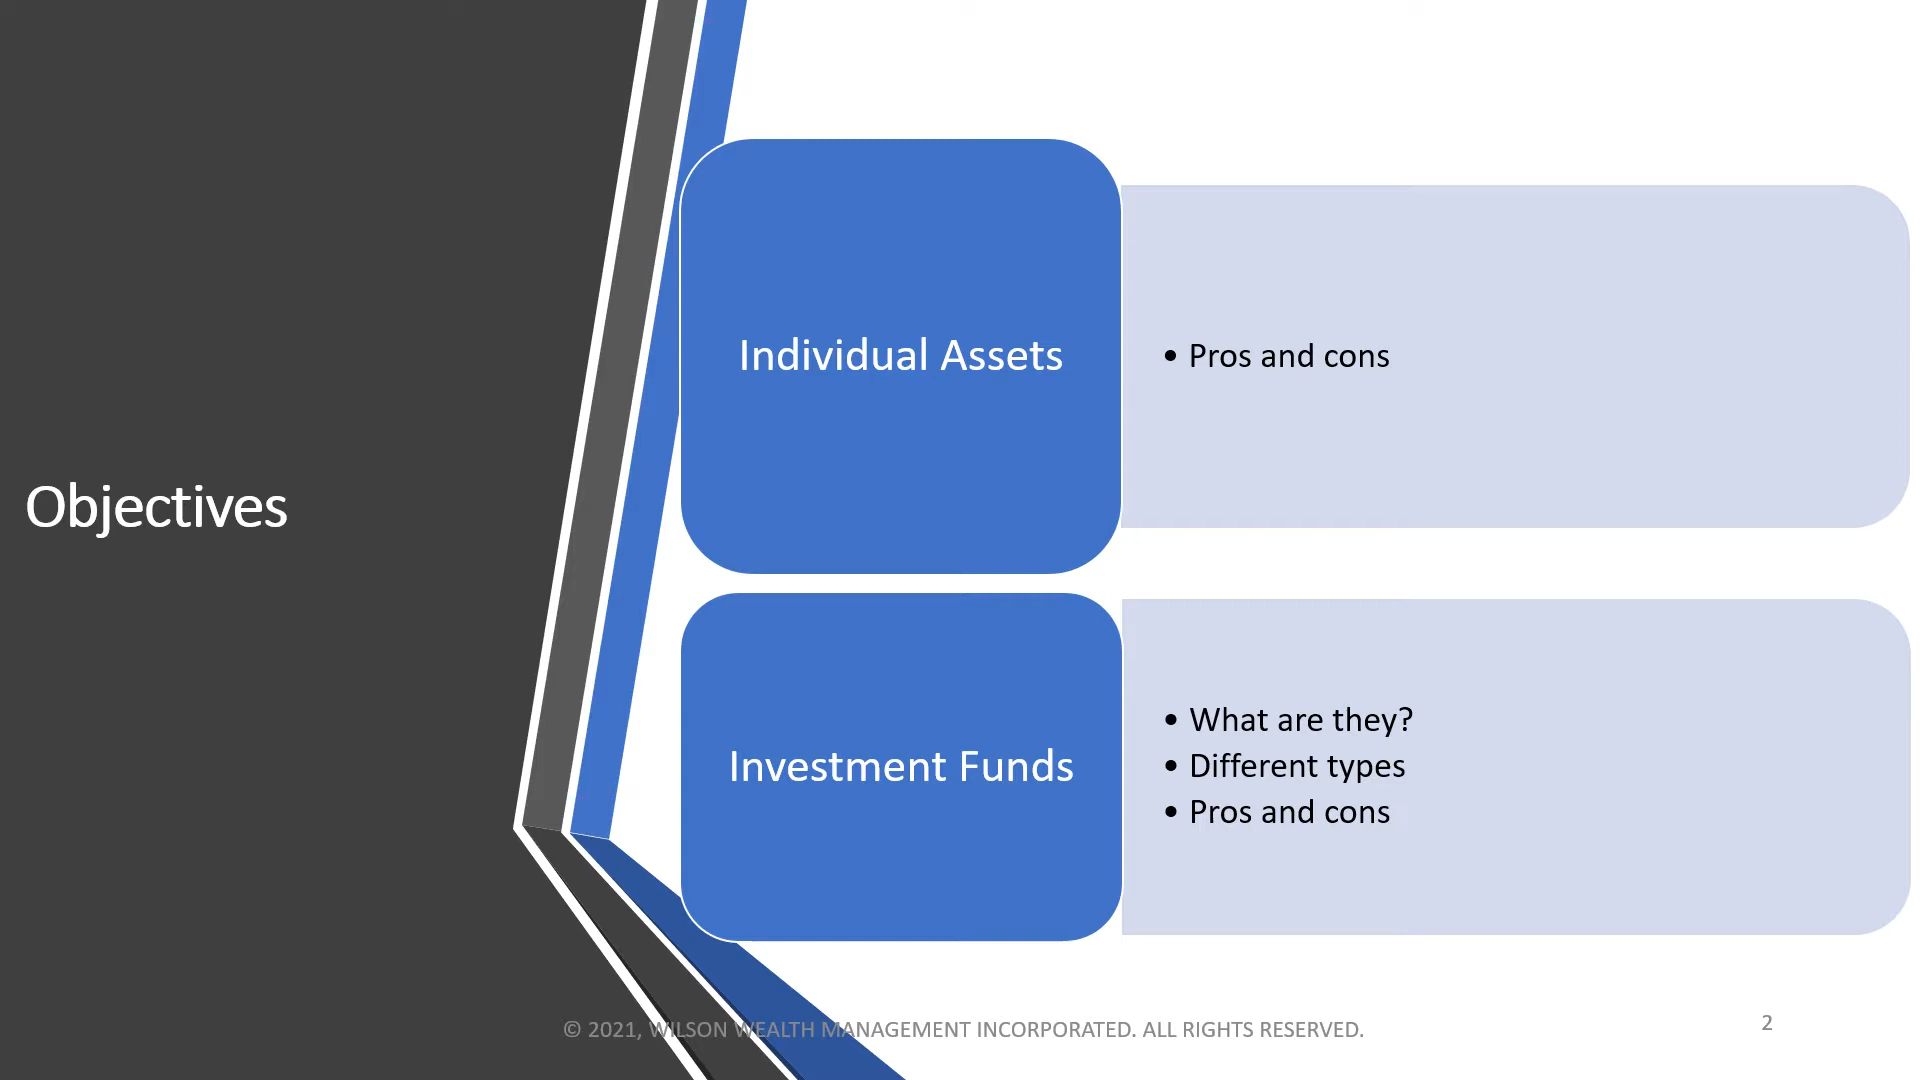 Objectives
Individual Assets
• Pros and cons
Investment Funds
• What are they?
• Different types
• Pros and cons
© 2021, WILSON WEALTH MANAGEMENT INCORPORATED. ALL RIGHTS RESERVED.
2